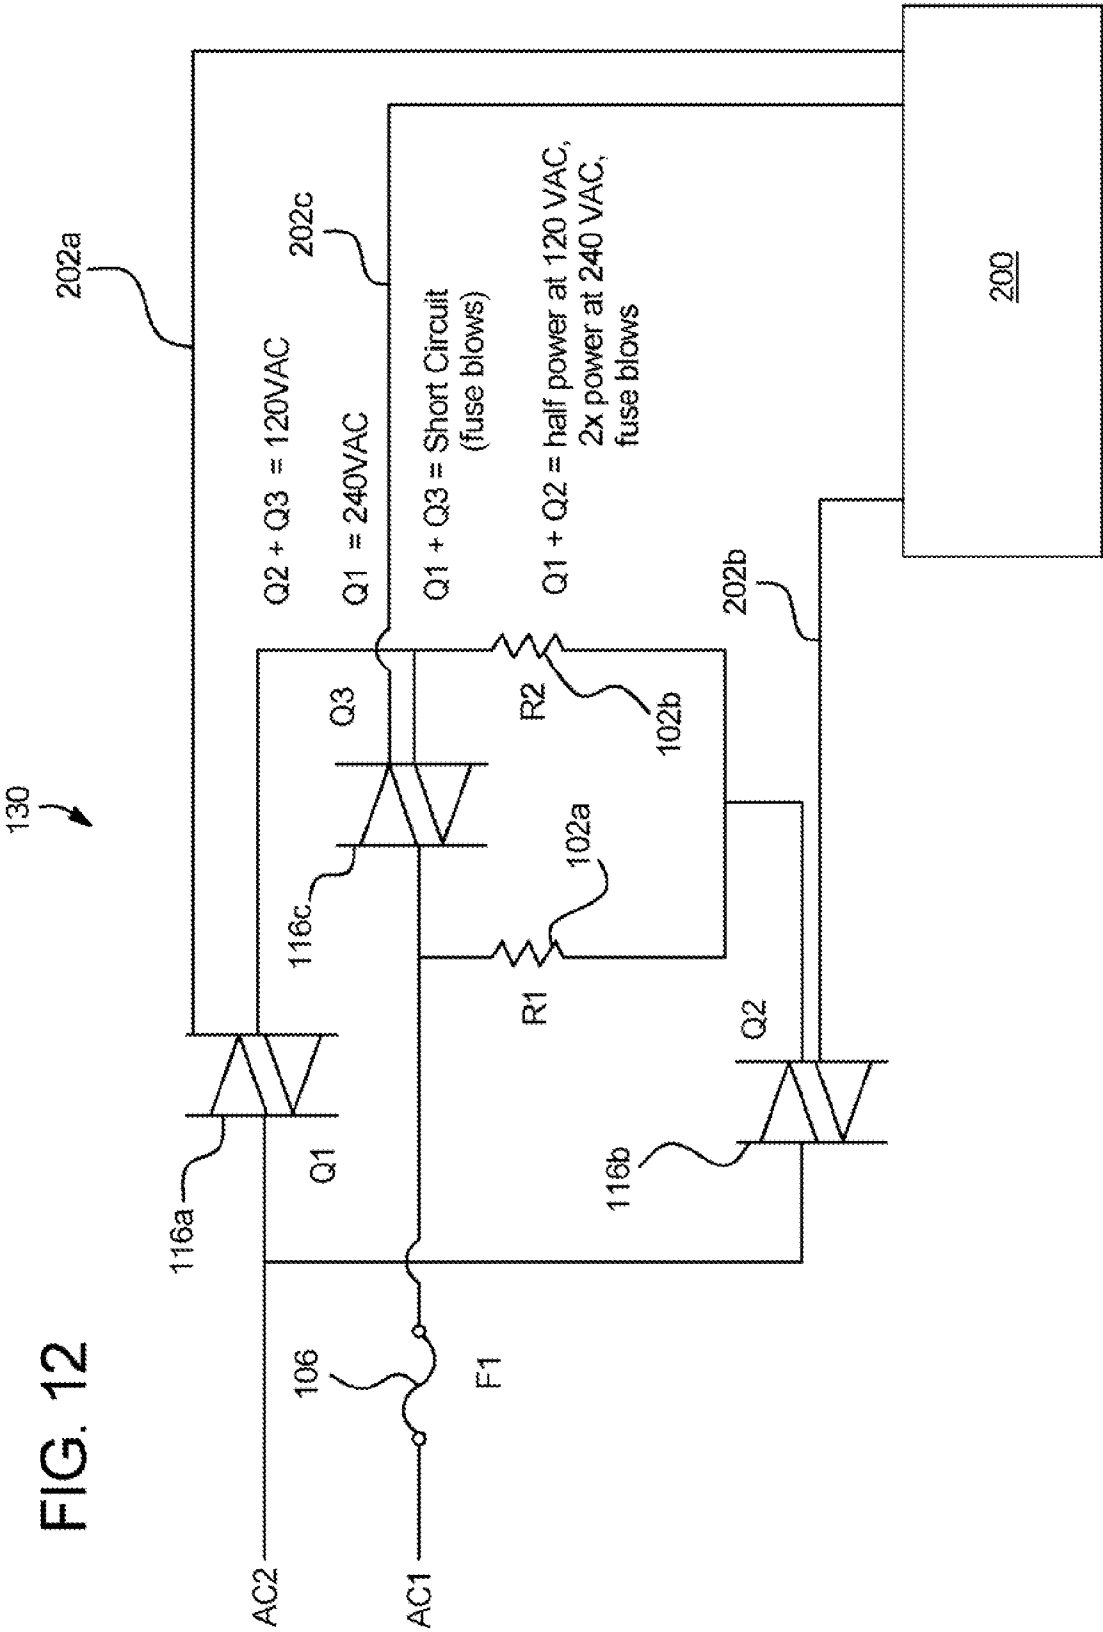 FIG. 12
130
202a
Q2 + Q3 = 120VAC
Q1 = 240VAC
202c
Q1 + Q3 = Short Circuit
(fuse blows)
Q1 + Q2 = half power at 120 VAC,
2x power at 240 VAC,
fuse blows
116a
Q1
116c
Q3
AC2
AC1
106
F1
R1
102a
R2
102b
116b
Q2
202b
200